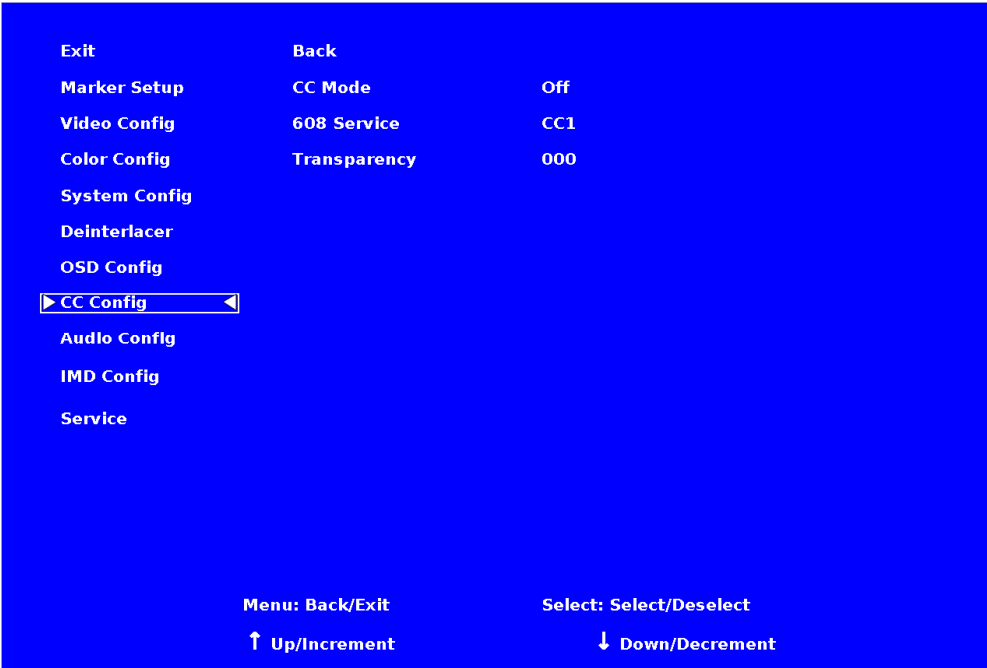 Exit Back
Marker Setup CC Mode Off
Video Config 608 Service CC1
Color Config Transparency 000
System Config
Deinterlacer
OSD Config
CC Config
Audio Config
IMD Config
Service
Menu: Back/Exit Select: Select/Deselect
↑ Up/Increment ↓ Down/Decrement